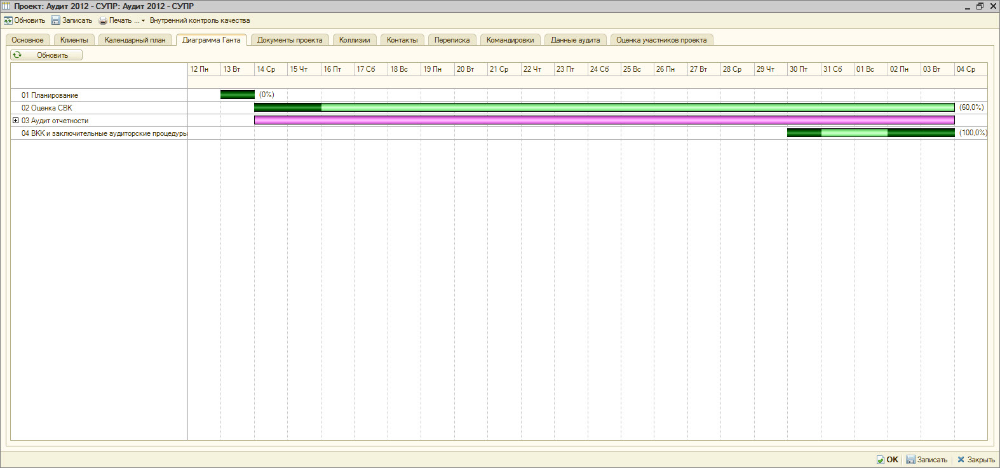 Проект: Аудит 2012 - СУПР: Аудит 2012 - СУПР
Обновить Записать Печать ... Внутренний контроль качества
Основное Клиенты Календарный план Диаграмма Ганта Документы проекта Коллизии Контакты Переписка Командировки Данные аудита Оценка участников проекта
Обновить
12 Пн 13 Вт 14 Ср 15 Чт 16 Пт 17 Сб 18 Вс 19 Пн 20 Вт 21 Ср 22 Чт 23 Пт 24 Сб 25 Вс 26 Пн 27 Вт 28 Ср 29 Чт 30 Пт 31 Сб 01 Вс 02 Пн 03 Вт 04 Ср
01 Планирование (0%)
02 Оценка СВК (60,0%)
03 Аудит отчетности
04 ВКК и заключительные аудиторские процедуры (100,0%)
OK Записать Закрыть